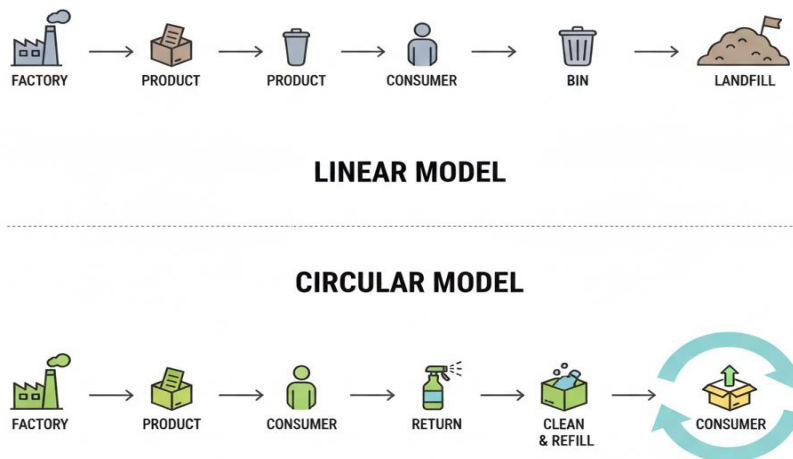 FACTORY
PRODUCT
PRODUCT
CONSUMER
BIN
LANDFILL
LINEAR MODEL
CIRCULAR MODEL
FACTORY
PRODUCT
CONSUMER
RETURN
CLEAN
& REFILL
CONSUMER